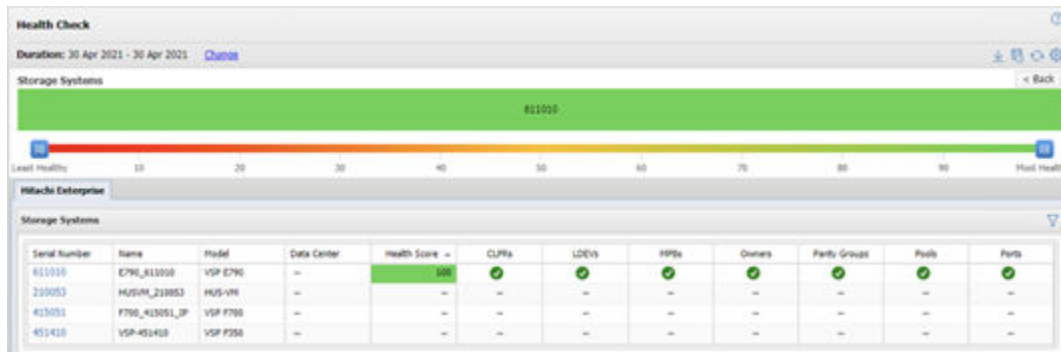 Health Check
Duration: 30 Apr 2021 - 30 Apr 2021 Change
Storage Systems < Back
611010
Least Healthy 10 20 30 40 50 60 70 80 90 Most Healt
Hitachi Enterprise
Storage Systems
Serial Number Name Model Data Center Health Score CLPRs LDEVs MPBs Owners Parity Groups Pools Ports
611010 E790_611010 VSP E790 -- 100
210053 HUSVM_210053 HUS-VM -- -- -- -- -- -- -- -- --
415051 F700_415051_IP VSP F700 -- -- -- -- -- -- -- -- --
451410 VSP-451410 VSP F350 -- -- -- -- -- -- -- -- --